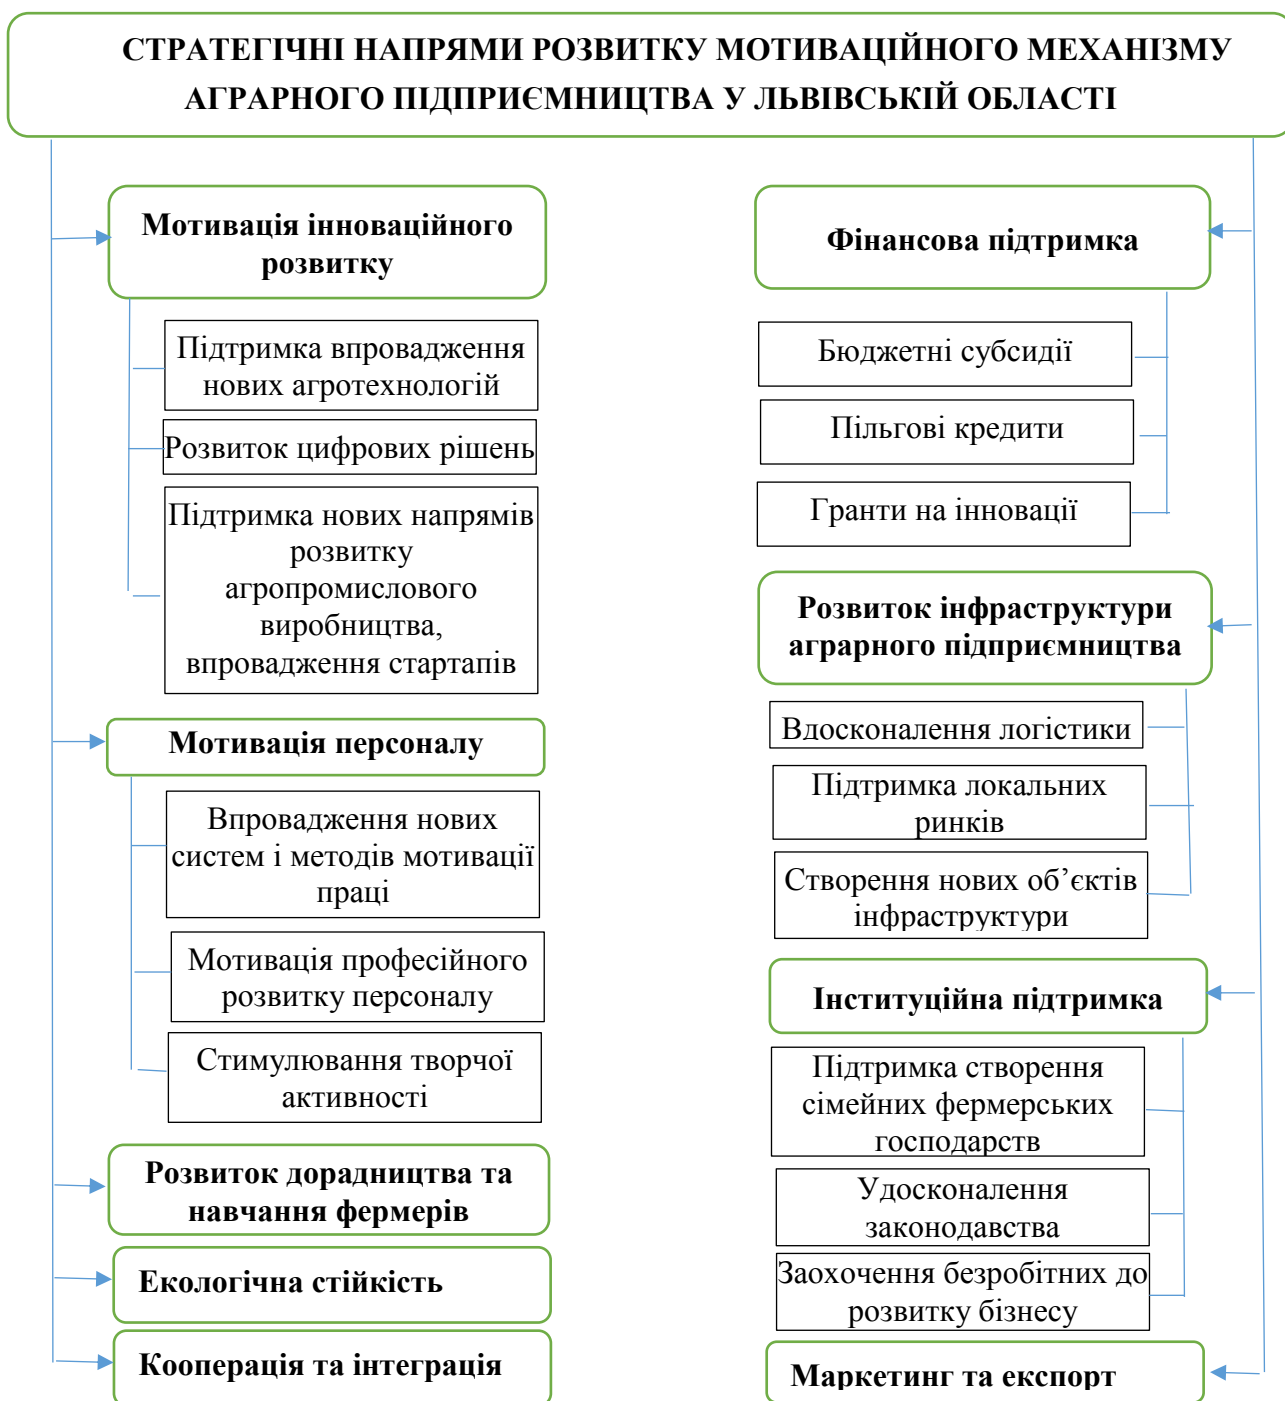 СТРАТЕГІЧНІ НАПРЯМИ РОЗВИТКУ МОТИВАЦІЙНОГО МЕХАНІЗМУ
АГРАРНОГО ПІДПРИЄМНИЦТВА У ЛЬВІВСЬКІЙ ОБЛАСТІ
Мотивація інноваційного
розвитку
Підтримка впровадження
нових агротехнологій
Розвиток цифрових рішень
Підтримка нових напрямів
розвитку
агропромислового
виробництва,
впровадження стартапів
Мотивація персоналу
Впровадження нових
систем і методів мотивації
праці
Мотивація професійного
розвитку персоналу
Стимулювання творчої
активності
Розвиток дорадництва та
навчання фермерів
Екологічна стійкість
Кооперація та інтеграція
Фінансова підтримка
Бюджетні субсидії
Пільгові кредити
Гранти на інновації
Розвиток інфраструктури
аграрного підприємництва
Вдосконалення логістики
Підтримка локальних
ринків
Створення нових об’єктів
інфраструктури
Інституційна підтримка
Підтримка створення
сімейних фермерських
господарств
Удосконалення
законодавства
Заохочення безробітних до
розвитку бізнесу
Маркетинг та експорт